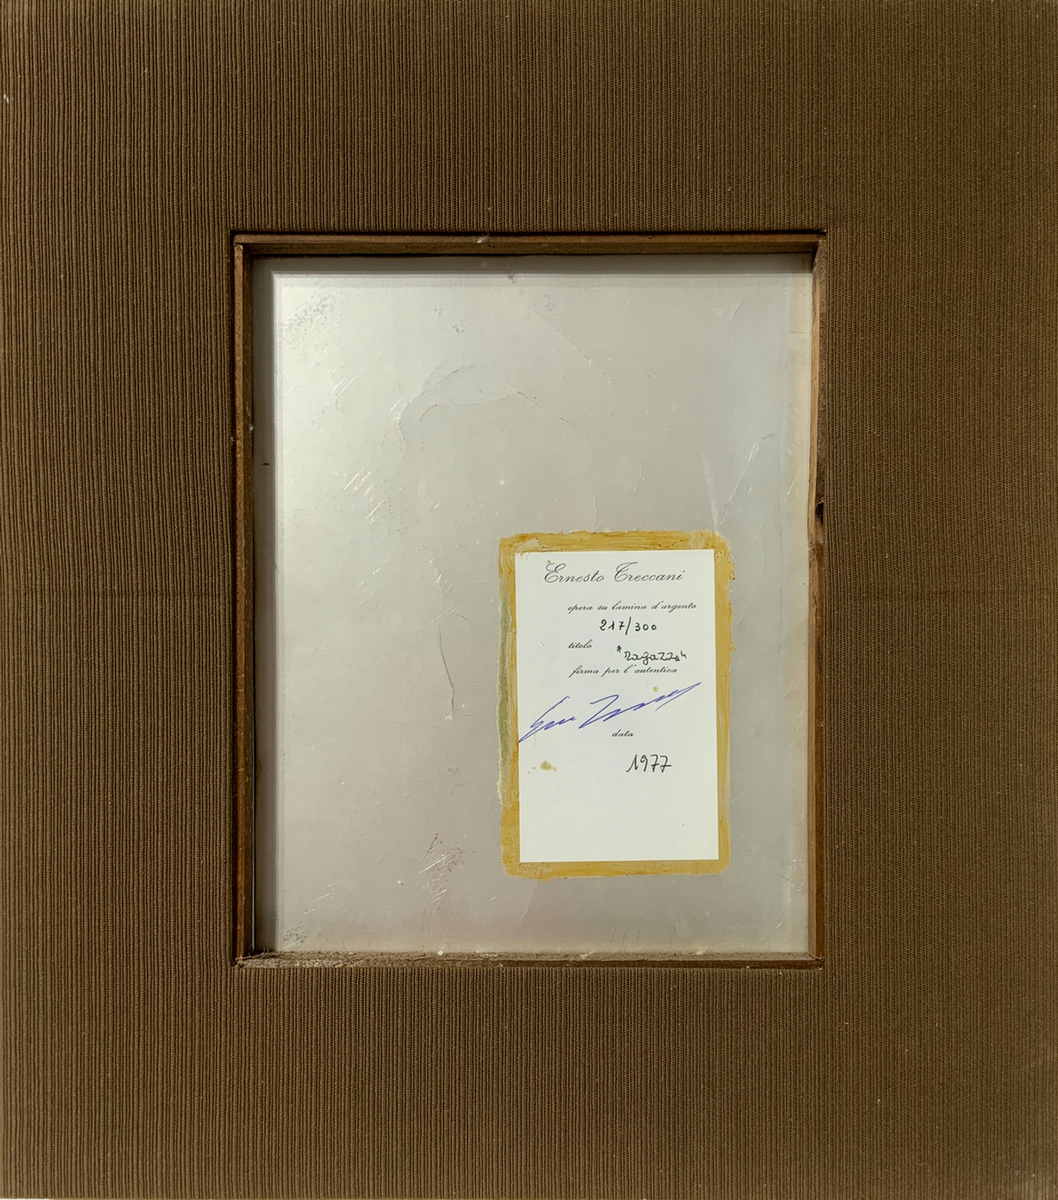 Ernesto Treccani
opera su lamina d'argento
217/300
titolo
"ragazza"
firma per l'autentica
data
1977